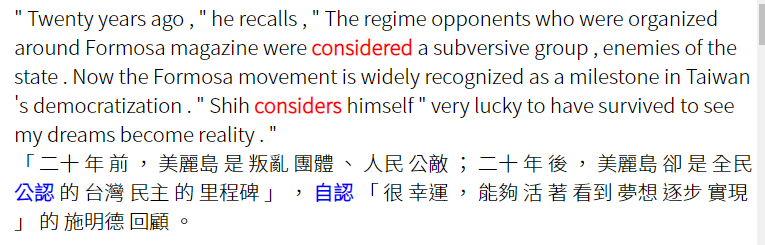 " Twenty years ago , " he recalls , " The regime opponents who were organized
around Formosa magazine were considered a subversive group , enemies of the
state . Now the Formosa movement is widely recognized as a milestone in Taiwan
's democratization . " Shih considers himself " very lucky to have survived to see
my dreams become reality . "
「 二十 年 前 ， 美麗島 是 叛亂 團體 、 人民 公敵 ； 二十 年 後 ， 美麗島 卻 是 全民
公認 的 台灣 民主 的 里程碑 」 ， 自認 「 很 幸運 ， 能夠 活 著 看到 夢想 逐步 實現
」 的 施明德 回顧 。